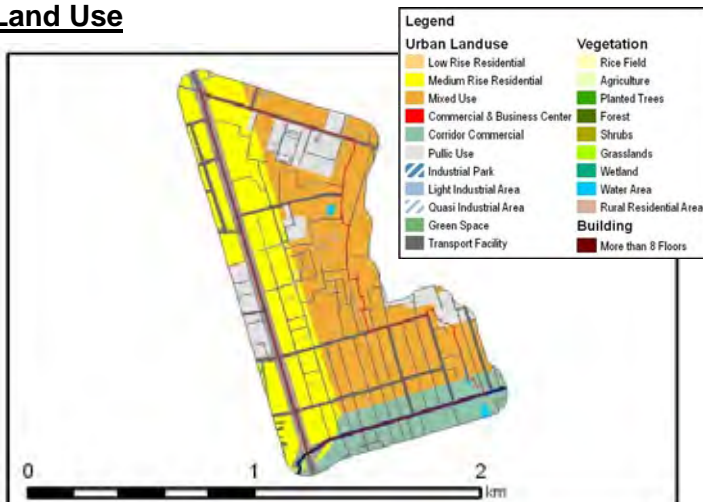 Land Use
Legend
Urban Landuse
Low Rise Residential
Medium Rise Residential
Mixed Use
Commercial & Business Center
Corridor Commercial
Pullic Use
Industrial Park
Light Industrial Area
Quasi Industrial Area
Green Space
Transport Facility
Vegetation
Rice Field
Agriculture
Planted Trees
Forest
Shrubs
Grasslands
Wetland
Water Area
Rural Residential Area
Building
More than 8 Floors
0 1 2
km